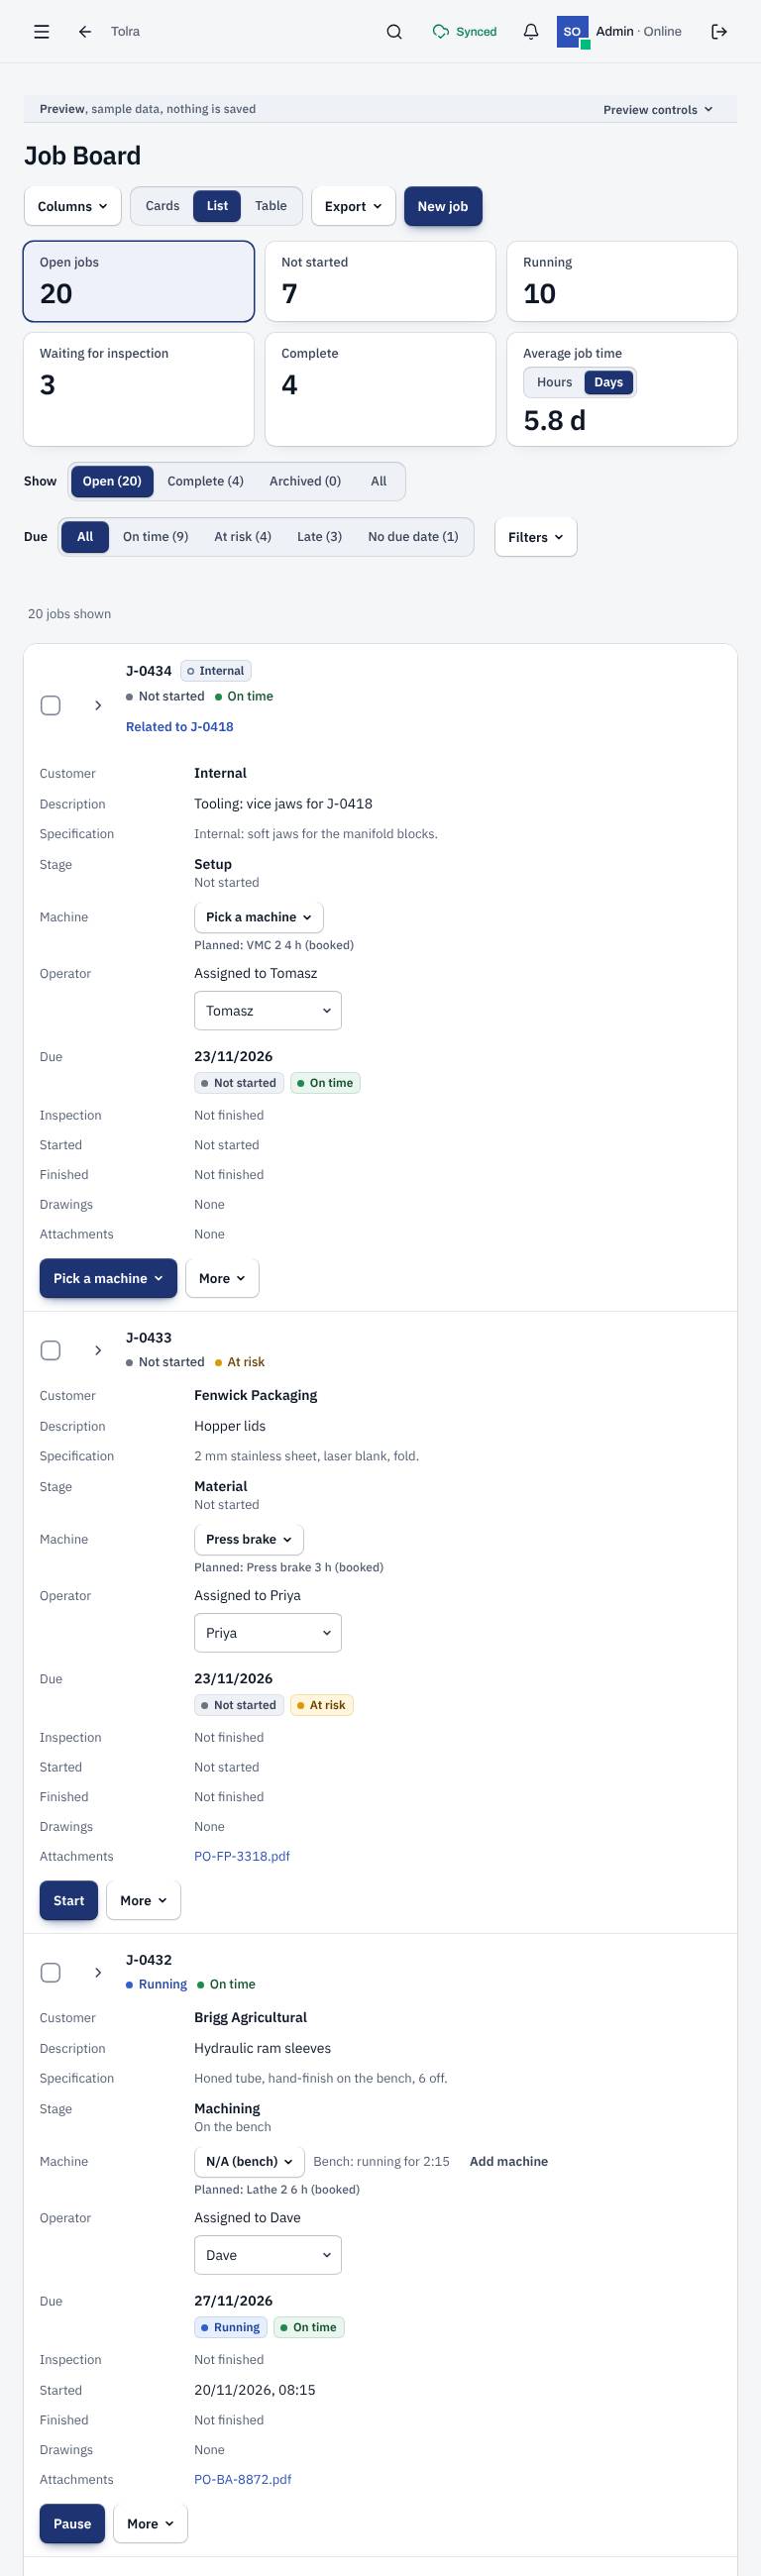 Tolra
Synced
SO
Admin · Online
Preview, sample data, nothing is saved
Preview controls
Job Board
Columns
Cards List Table
Export
New job
Open jobs
20
Not started
7
Running
10
Waiting for inspection
3
Complete
4
Average job time
Hours Days
5.8 d
Show Open (20) Complete (4) Archived (0) All
Due All On time (9) At risk (4) Late (3) No due date (1) Filters
20 jobs shown
J-0434 Internal
Not started On time
Related to J-0418
Customer Internal
Description Tooling: vice jaws for J-0418
Specification Internal: soft jaws for the manifold blocks.
Stage Setup
Not started
Machine Pick a machine
Planned: VMC 2 4 h (booked)
Operator Assigned to Tomasz
Tomasz
Due 23/11/2026
Not started On time
Inspection Not finished
Started Not started
Finished Not finished
Drawings None
Attachments None
Pick a machine More
J-0433
Not started At risk
Customer Fenwick Packaging
Description Hopper lids
Specification 2 mm stainless sheet, laser blank, fold.
Stage Material
Not started
Machine Press brake
Planned: Press brake 3 h (booked)
Operator Assigned to Priya
Priya
Due 23/11/2026
Not started At risk
Inspection Not finished
Started Not started
Finished Not finished
Drawings None
Attachments PO-FP-3318.pdf
Start More
J-0432
Running On time
Customer Brigg Agricultural
Description Hydraulic ram sleeves
Specification Honed tube, hand-finish on the bench, 6 off.
Stage Machining
On the bench
Machine N/A (bench) Bench: running for 2:15 Add machine
Planned: Lathe 2 6 h (booked)
Operator Assigned to Dave
Dave
Due 27/11/2026
Running On time
Inspection Not finished
Started 20/11/2026, 08:15
Finished Not finished
Drawings None
Attachments PO-BA-8872.pdf
Pause More